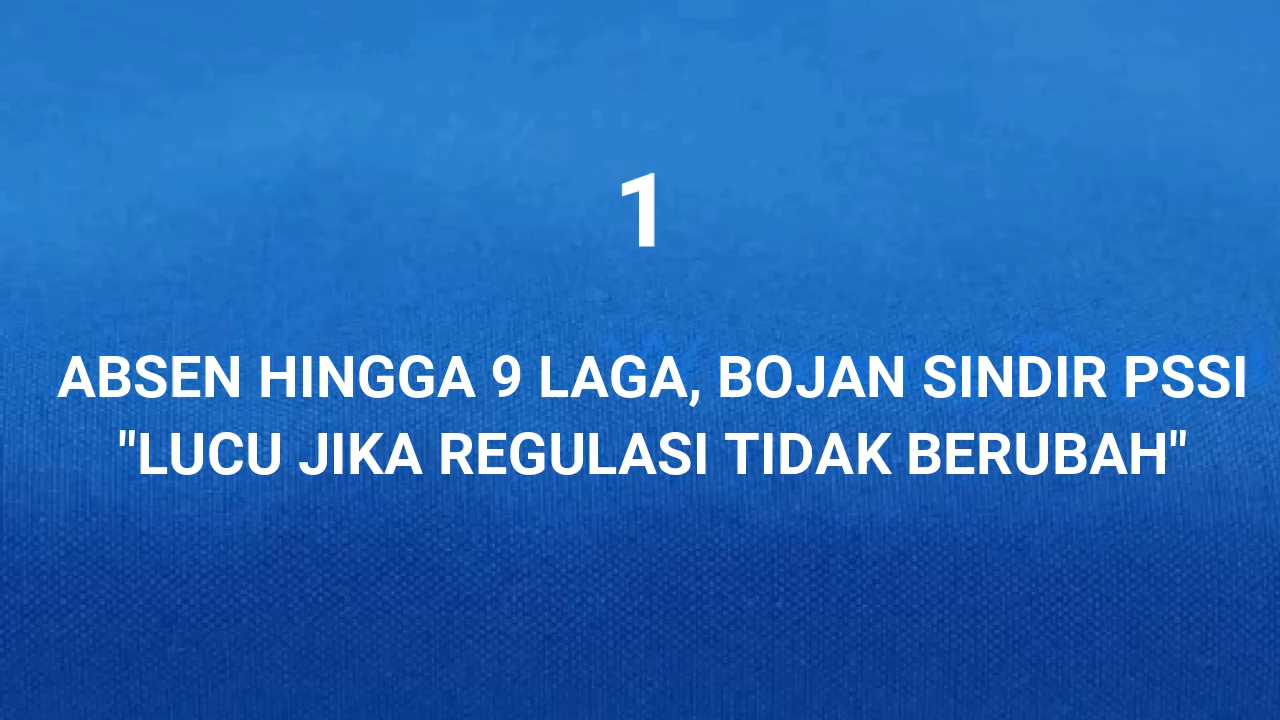 1
ABSEN HINGGA 9 LAGA, BOJAN SINDIR PSSI
"LUCU JIKA REGULASI TIDAK BERUBAH"